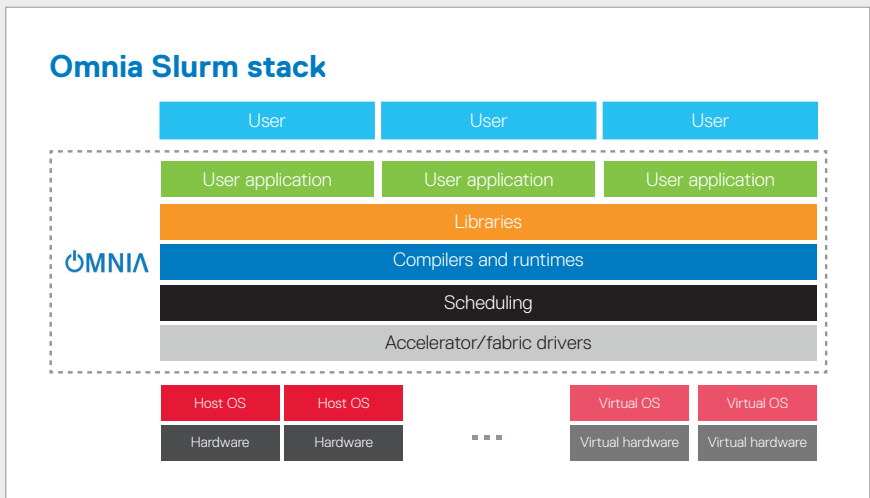 Omnia Slurm stack
User User User
User application User application User application
Libraries
OMNIA
Compilers and runtimes
Scheduling
Accelerator/fabric drivers
Host OS Host OS Virtual OS Virtual OS
Hardware Hardware Virtual hardware Virtual hardware